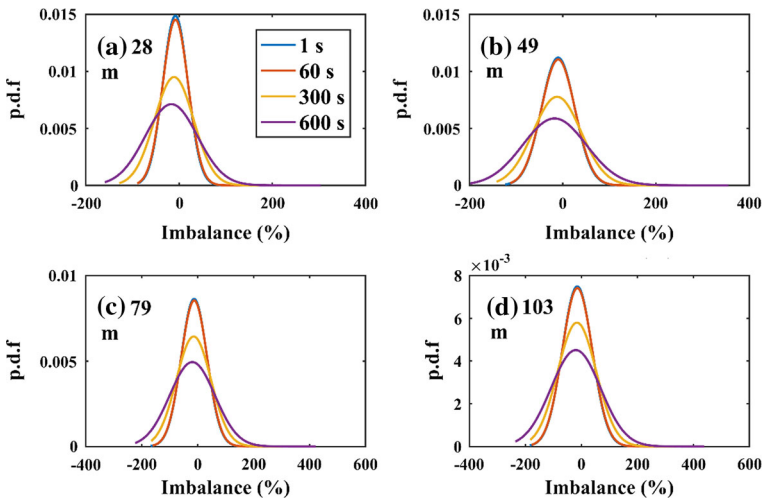 0.015
0.01
0.005
0
p.d.f
(a) 28
m
1 s
60 s
300 s
600 s
-200 0 200 400
Imbalance (%)
0.015
0.01
0.005
0
p.d.f
(b) 49
m
-200 0 200 400
Imbalance (%)
0.01
0.005
0
p.d.f
(c) 79
m
-400 -200 0 200 400 600
Imbalance (%)
×10-3
8
6
4
2
0
p.d.f
(d) 103
m
-400 -200 0 200 400 600
Imbalance (%)